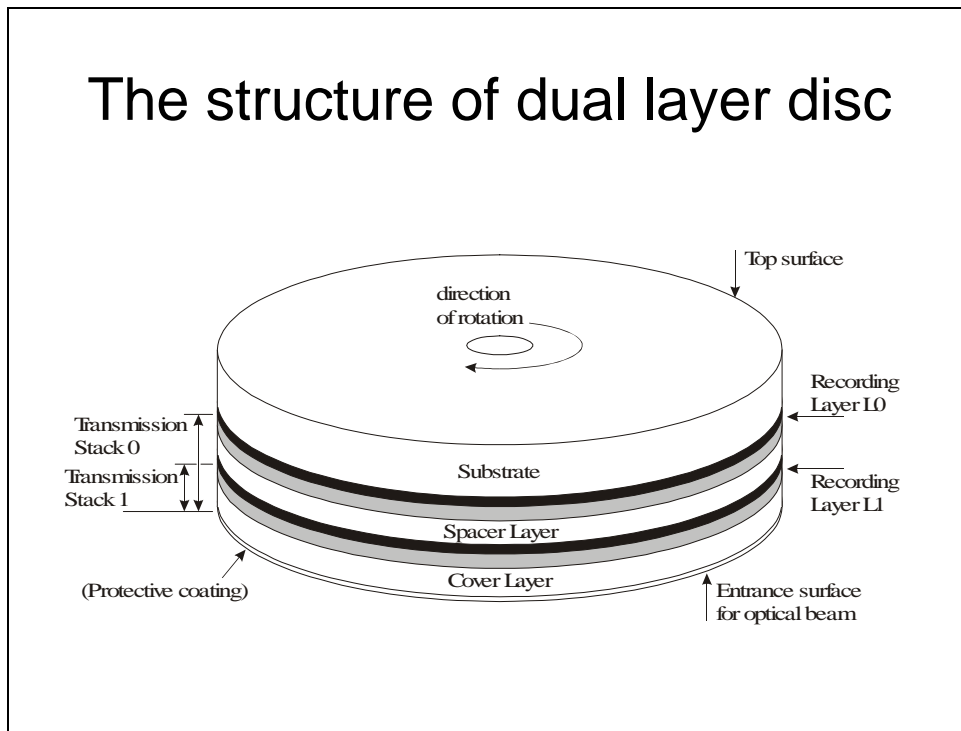 The structure of dual layer disc
Top surface
direction
of rotation
Recording
Layer L0
Transmission
Stack 0
Substrate
Transmission
Stack 1
Recording
Layer L1
Spacer Layer
Cover Layer
(Protective coating)
Entrance surface
for optical beam